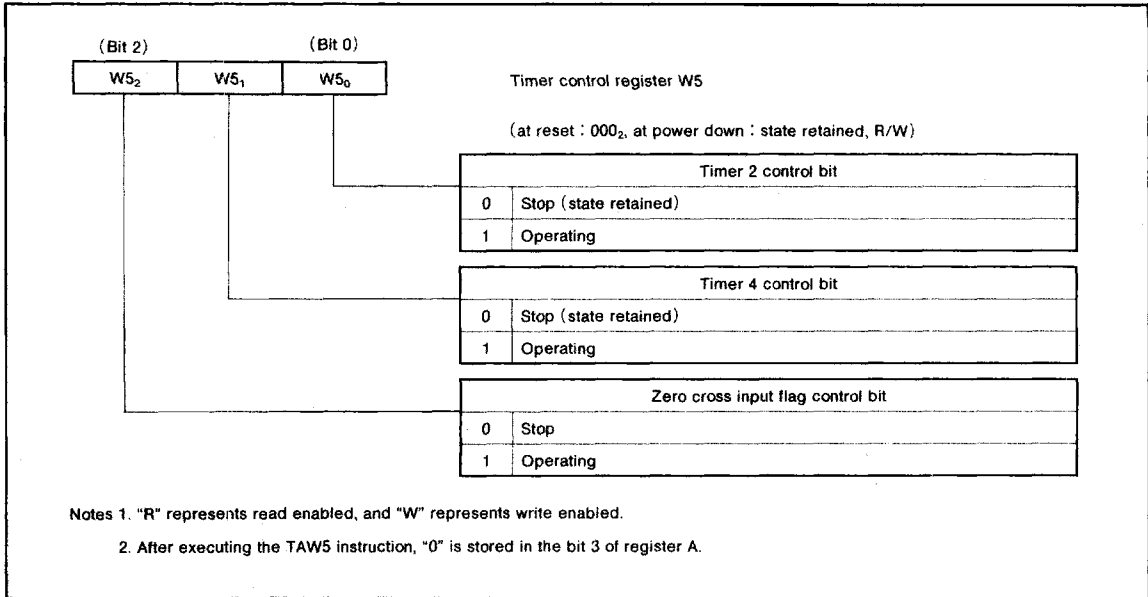 (Bit 2) (Bit 0)
W5₂ W5₁ W5₀
Timer control register W5
(at reset : 000₂, at power down : state retained, R/W)
Timer 2 control bit
0 Stop (state retained)
1 Operating
Timer 4 control bit
0 Stop (state retained)
1 Operating
Zero cross input flag control bit
0 Stop
1 Operating
Notes 1. "R" represents read enabled, and "W" represents write enabled.
2. After executing the TAW5 instruction, "0" is stored in the bit 3 of register A.